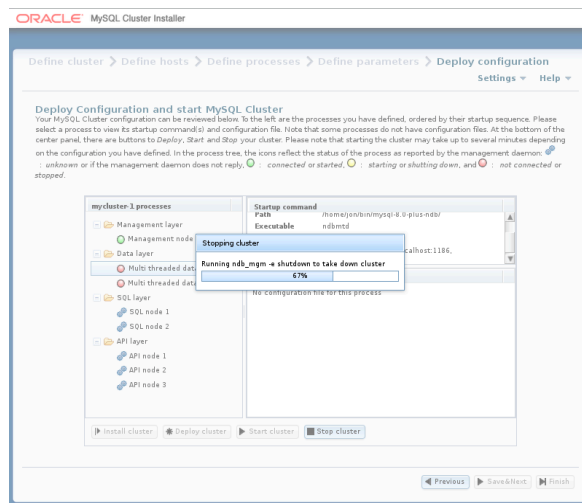 ORACLE MySQL Cluster Installer
Define cluster > Define hosts > Define processes > Define parameters > Deploy configuration
Settings Help
Deploy Configuration and start MySQL Cluster
Your MySQL Cluster configuration can be reviewed below. To the left are the processes you have defined, ordered by their startup sequence. Please
select a process to view its startup command(s) and configuration file. Note that some processes do not have configuration files. At the bottom of the
center panel, there are buttons to Deploy, Start and Stop your cluster. Please note that starting the cluster may take up to several minutes depending
on the configuration you have defined. In the process tree, the icons reflect the status of the process as reported by the management daemon:
: unknown or if the management daemon does not reply, : connected or started, : starting or shutting down, and : not connected or
stopped.
mycluster-1 processes
Management layer
Management node
Data layer
Multi threaded data
Multi threaded data
SQL layer
SQL node 1
SQL node 2
API layer
API node 1
API node 2
API node 3
Startup command
Path /home/jon/bin/mysql-8.0-plus-ndb/
Executable ndbmtd
calhost:1186,
No configuration file for this process
Stopping cluster
Running ndb_mgm -e shutdown to take down cluster
67%
Install cluster Deploy cluster Start cluster Stop cluster
Previous Save&Next Finish